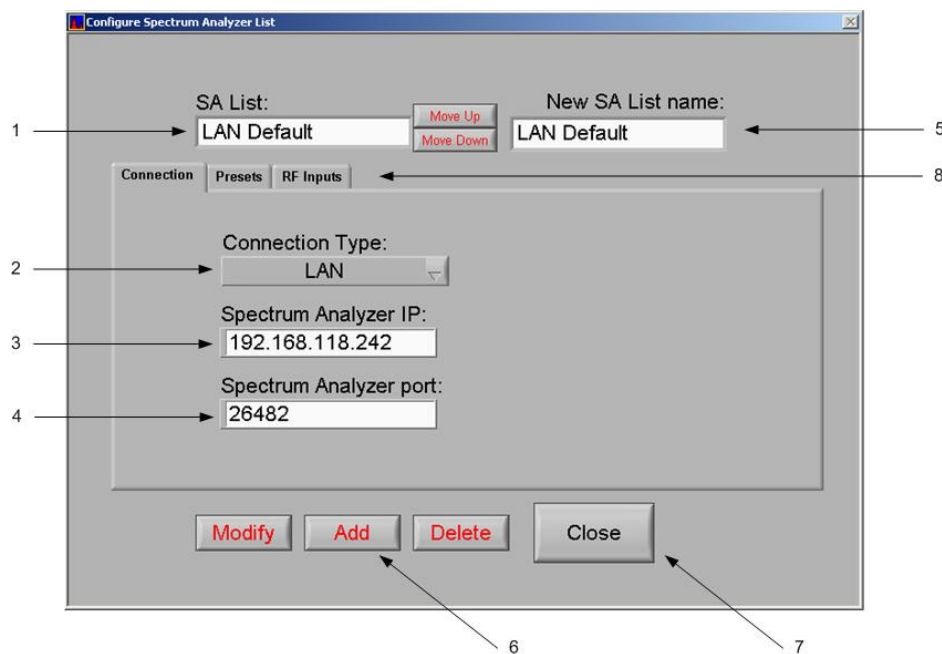 Configure Spectrum Analyzer List
SA List:
New SA List name:
Move Up
1
LAN Default
Move Down
LAN Default
5
Connection
Presets
RF Inputs
8
Connection Type:
2
LAN
Spectrum Analyzer IP:
3
192.168.118.242
Spectrum Analyzer port:
4
26482
Modify
Add
Delete
Close
6
7